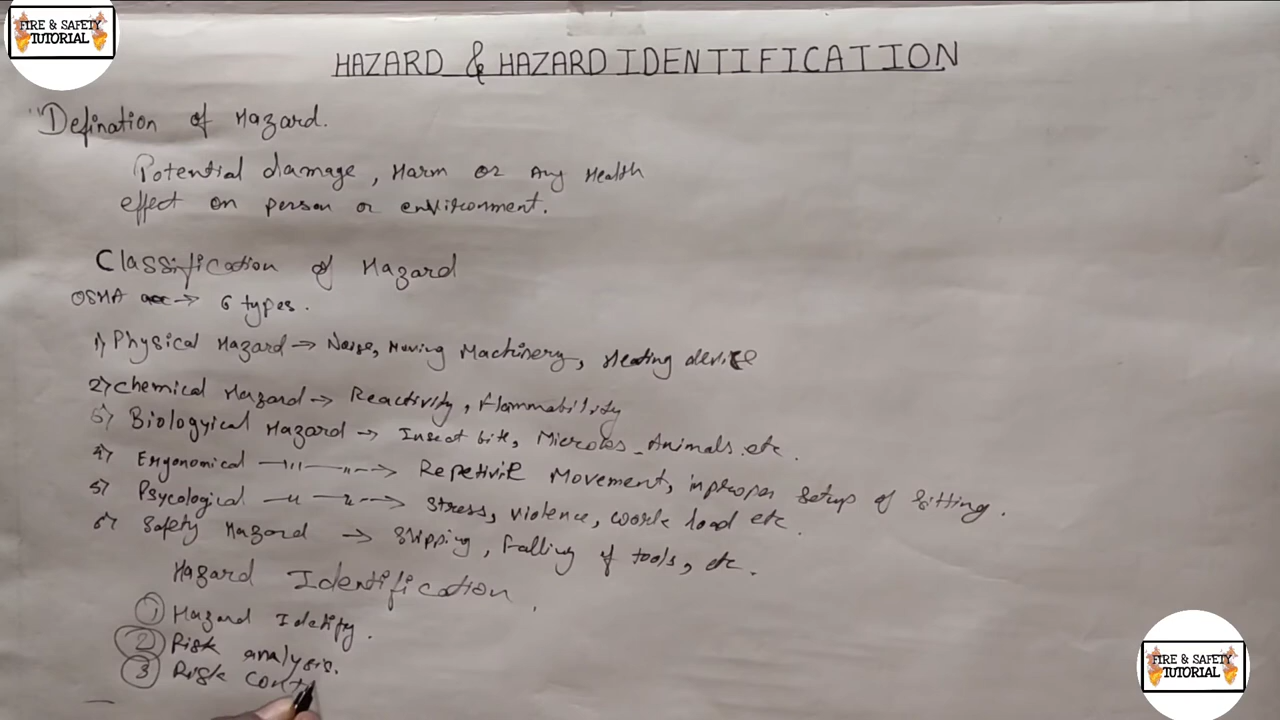 FIRE & SAFETY
TUTORIAL
HAZARD & HAZARD IDENTIFICATION
"Defination of Hazard.
Potential damage, Harm or Any Health
effect on person or environment.
Classification of Hazard
OSHA → 6 types.
1) Physical Hazard → Noise, Moving Machinery, Heating device
2) Chemical Hazard → Reactivity, Flammability
3) Biologyical Hazard → Insect bite, Microbs, Animals etc.
4) Ergonomical —"—"—> Repetivie Movement, inproper setup of sitting.
5) Psycological —"—"—> Stress, violence, work load etc.
6) Safety Hazard → Slipping, Falling of tools, etc.
Hazard Identification.
① Hazard Idetify.
② Risk analysis.
③ Risk cont
FIRE & SAFETY
TUTORIAL